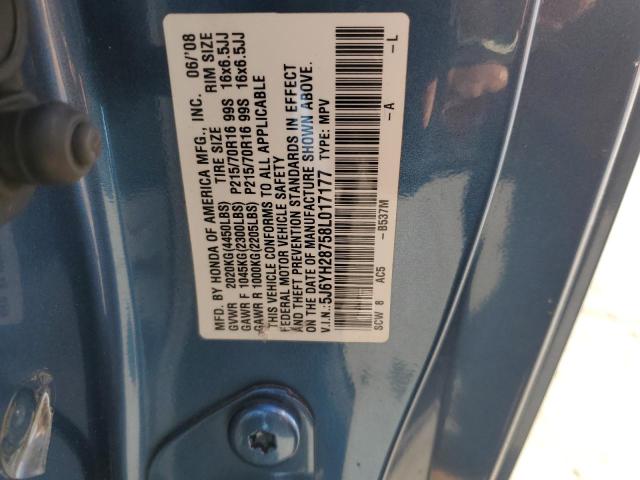 MFD. BY HONDA OF AMERICA MFG., INC. 06/'08
TIRE SIZE RIM SIZE
GVWR 2020KG(4450LBS)
GAWR F 1045KG(2300LBS) P215/70R16 99S 16x6.5JJ
GAWR R 1000KG(2205LBS) P215/70R16 99S 16x6.5JJ
THIS VEHICLE CONFORMS TO ALL APPLICABLE
FEDERAL MOTOR VEHICLE SAFETY
AND THEFT PREVENTION STANDARDS IN EFFECT
ON THE DATE OF MANUFACTURE SHOWN ABOVE.
V.I.N.: 5J6YH28758L017177 TYPE: MPV
SCW 8 AC5 -B537M -A -L